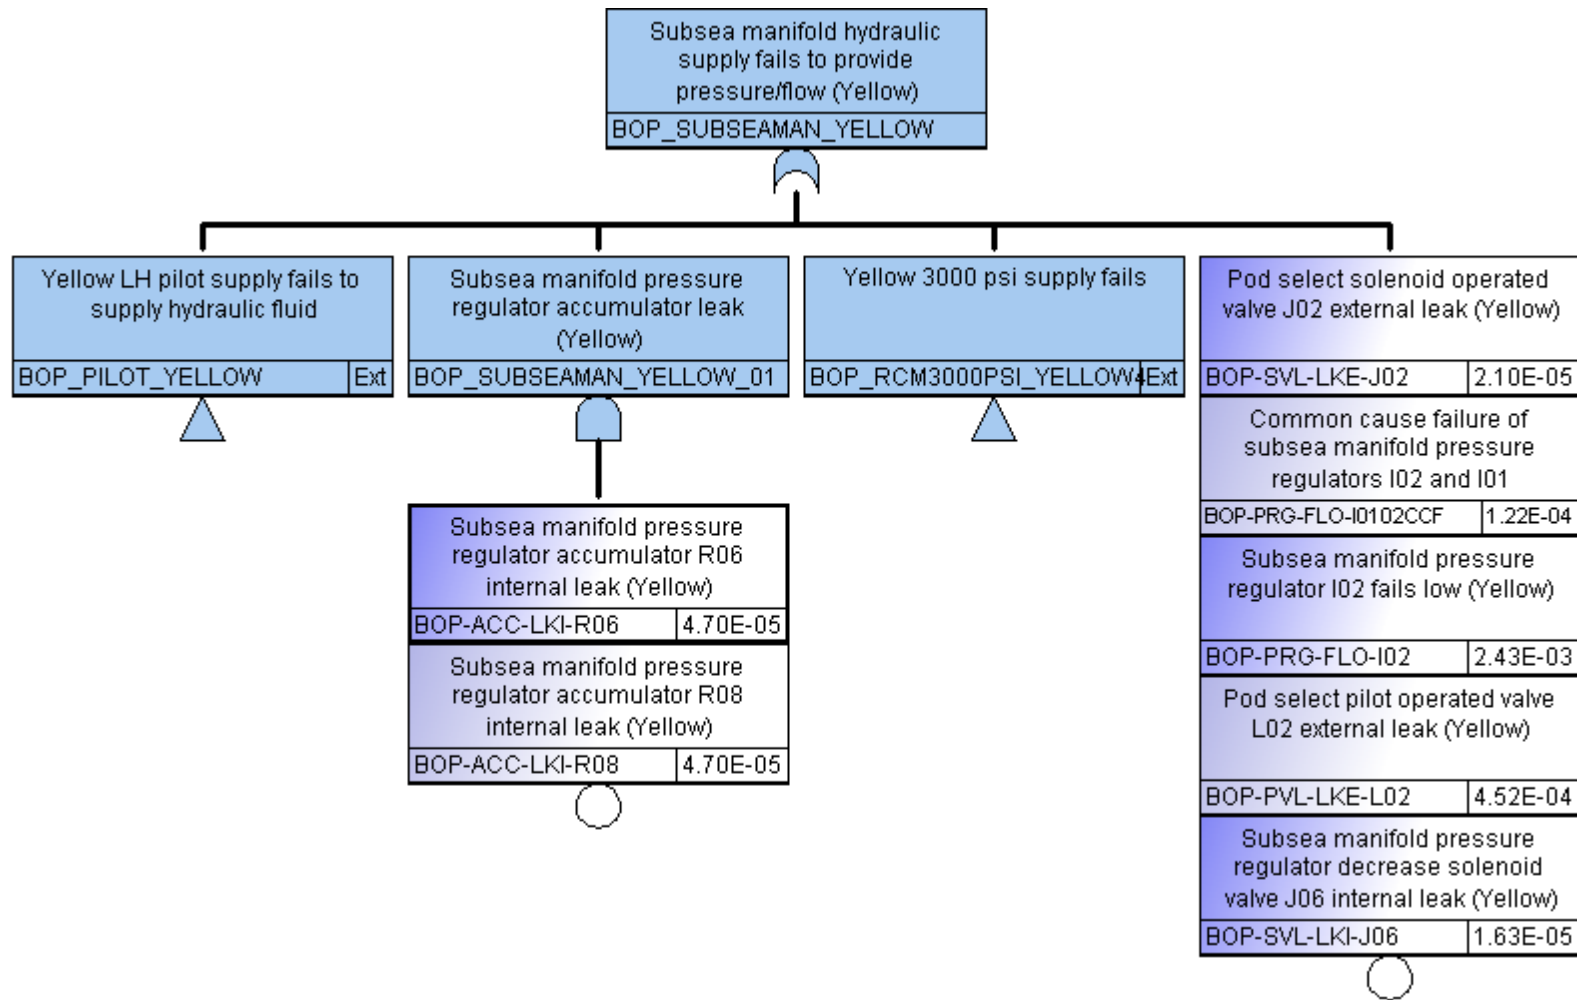 Subsea manifold hydraulic
supply fails to provide
pressure/flow (Yellow)
BOP_SUBSEAMAN_YELLOW
Yellow LH pilot supply fails to
supply hydraulic fluid
BOP_PILOT_YELLOW Ext
Subsea manifold pressure
regulator accumulator leak
(Yellow)
BOP_SUBSEAMAN_YELLOW_01
Yellow 3000 psi supply fails
BOP_RCM3000PSI_YELLOW4 Ext
Pod select solenoid operated
valve J02 external leak (Yellow)
BOP-SVL-LKE-J02 2.10E-05
Common cause failure of
subsea manifold pressure
regulators I02 and I01
BOP-PRG-FLO-I0102CCF 1.22E-04
Subsea manifold pressure
regulator I02 fails low (Yellow)
BOP-PRG-FLO-I02 2.43E-03
Pod select pilot operated valve
L02 external leak (Yellow)
BOP-PVL-LKE-L02 4.52E-04
Subsea manifold pressure
regulator decrease solenoid
valve J06 internal leak (Yellow)
BOP-SVL-LKI-J06 1.63E-05
Subsea manifold pressure
regulator accumulator R06
internal leak (Yellow)
BOP-ACC-LKI-R06 4.70E-05
Subsea manifold pressure
regulator accumulator R08
internal leak (Yellow)
BOP-ACC-LKI-R08 4.70E-05